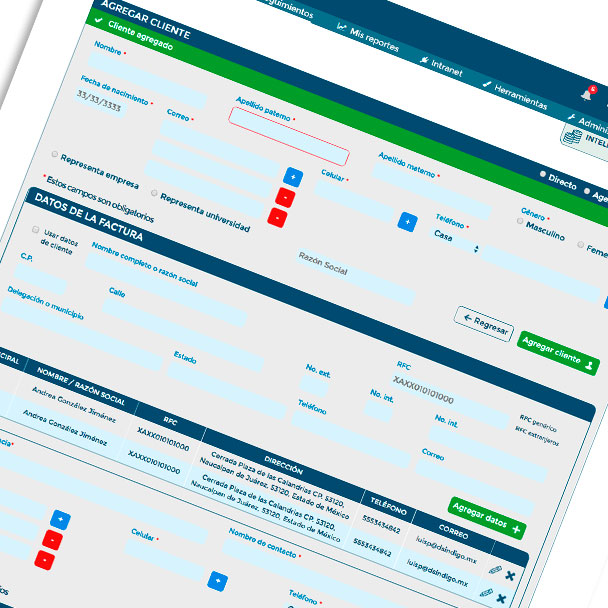 Mis reportes
Intranet
Herramientas
6
AGREGAR CLIENTE
Cliente agregado
Directo
Nombre *
Apellido paterno *
Apellido materno *
Género *
Masculino
Fecha de nacimiento *
33/33/3333
Correo *
Celular *
Teléfono *
Casa
+
-
-
+
Representa empresa
Representa universidad
Razón Social
* Estos campos son obligatorios
Regresar
Agregar cliente
DATOS DE LA FACTURA
Usar datos
de cliente
Nombre completo o razón social
RFC
XAXX010101000
RFC genérico
RFC extranjeros
C.P.
Calle
No. ext.
No. int.
No. int.
Delegación o municipio
Estado
Teléfono
Correo
Agregar datos +
NOMBRE / RAZÓN SOCIAL
RFC
DIRECCIÓN
TELÉFONO
CORREO
Andrea González Jiménez
XAXX010101000
Cerrada Plaza de las Calandrias CP. 53120,
Naucalpan de Juárez, 53120, Estado de México
5553434842
luisp@dsindigo.mx
Andrea González Jiménez
XAXX010101000
Cerrada Plaza de las Calandrias CP. 53120,
Naucalpan de Juárez, 53120, Estado de México
5553434842
luisp@dsindigo.mx
+
-
-
Celular *
+
Nombre de contacto *
Teléfono *